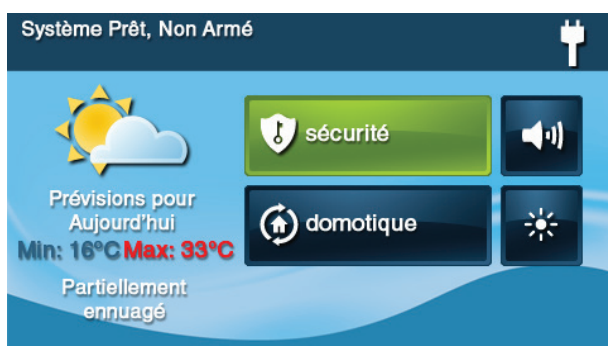 Système Prêt, Non Armé
sécurité
domotique
Prévisions pour
Aujourd'hui
Min: 16°C Max: 33°C
Partiellement
ennuagé